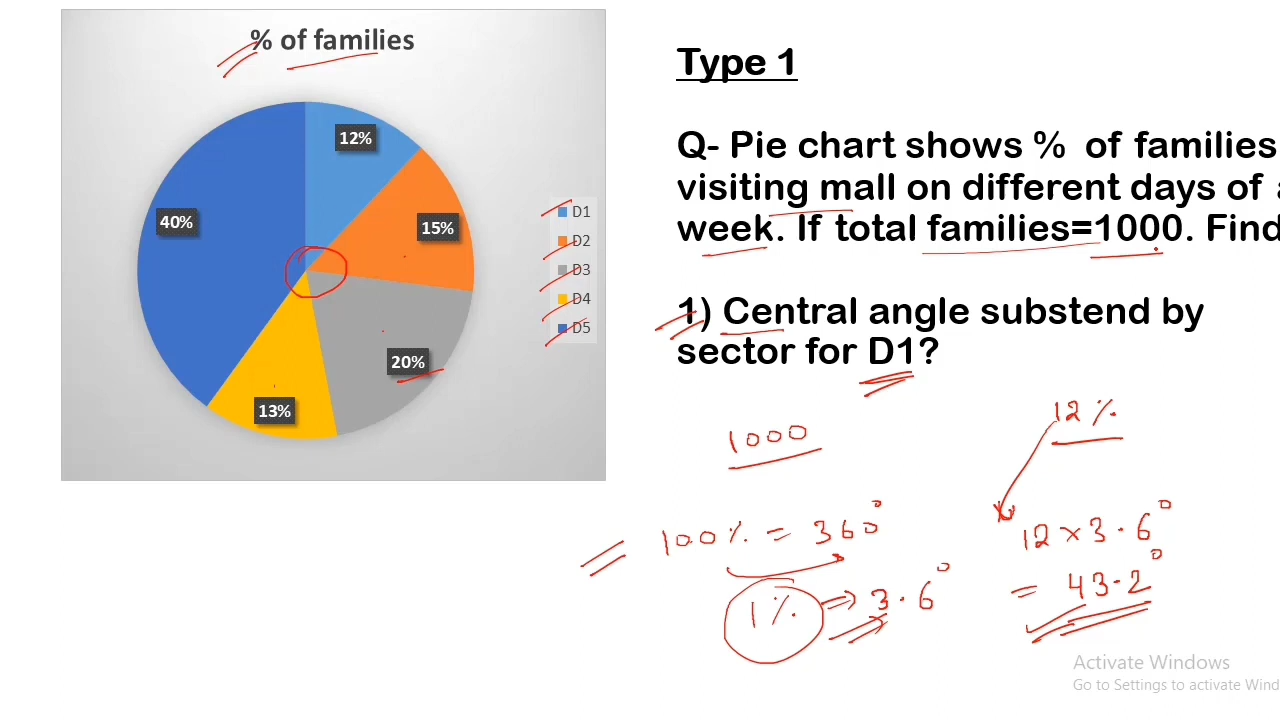 % of families
12%
40%
15%
20%
13%
D1
D2
D3
D4
D5
Type 1
Q- Pie chart shows % of families
visiting mall on different days of a
week. If total families=1000. Find
1) Central angle substend by
sector for D1?
1000
12%
100% = 360°
1% => 3.6°
12 x 3.6°
= 43.2°
Activate Windows
Go to Settings to activate Wind